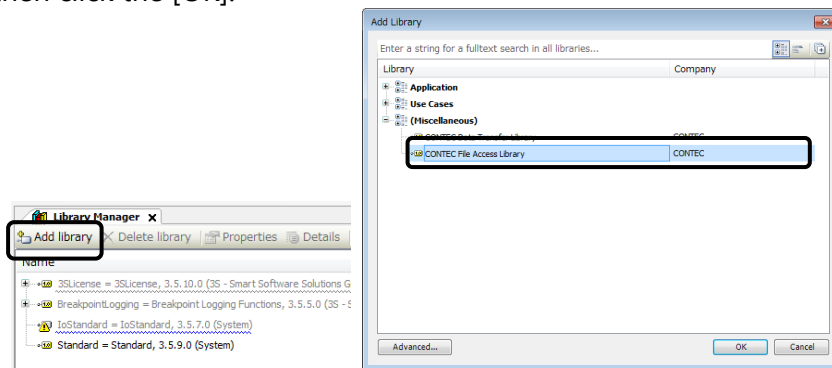 then click the [OK].
Add Library
Enter a string for a fulltext search in all libraries...
Library Company
Application
Use Cases
(Miscellaneous)
CONTEC Data Transfer Library CONTEC
CONTEC File Access Library CONTEC
Advanced... OK Cancel
Library Manager X
Add library Delete library Properties Details
Name
3SLicense = 3SLicense, 3.5.10.0 (3S - Smart Software Solutions G
BreakpointLogging = Breakpoint Logging Functions, 3.5.5.0 (3S - S
IoStandard = IoStandard, 3.5.7.0 (System)
Standard = Standard, 3.5.9.0 (System)